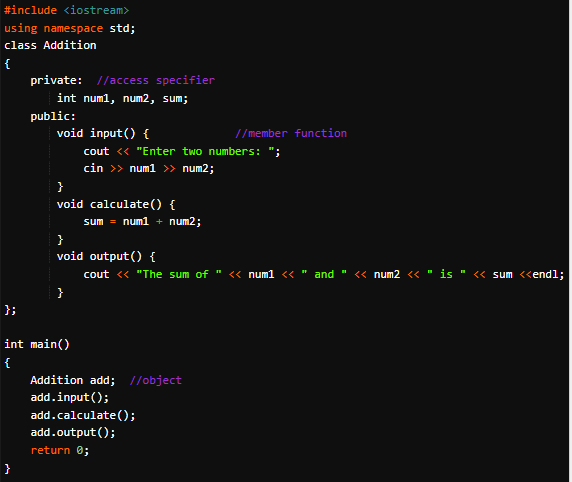 #include <iostream>
using namespace std;
class Addition
{
    private:  //access specifier
        int num1, num2, sum;
    public:
        void input() {             //member function
            cout << "Enter two numbers: ";
            cin >> num1 >> num2;
        }
        void calculate() {
            sum = num1 + num2;
        }
        void output() {
            cout << "The sum of " << num1 << " and " << num2 << " is " << sum <<endl;
        }
};

int main()
{
    Addition add;  //object
    add.input();
    add.calculate();
    add.output();
    return 0;
}